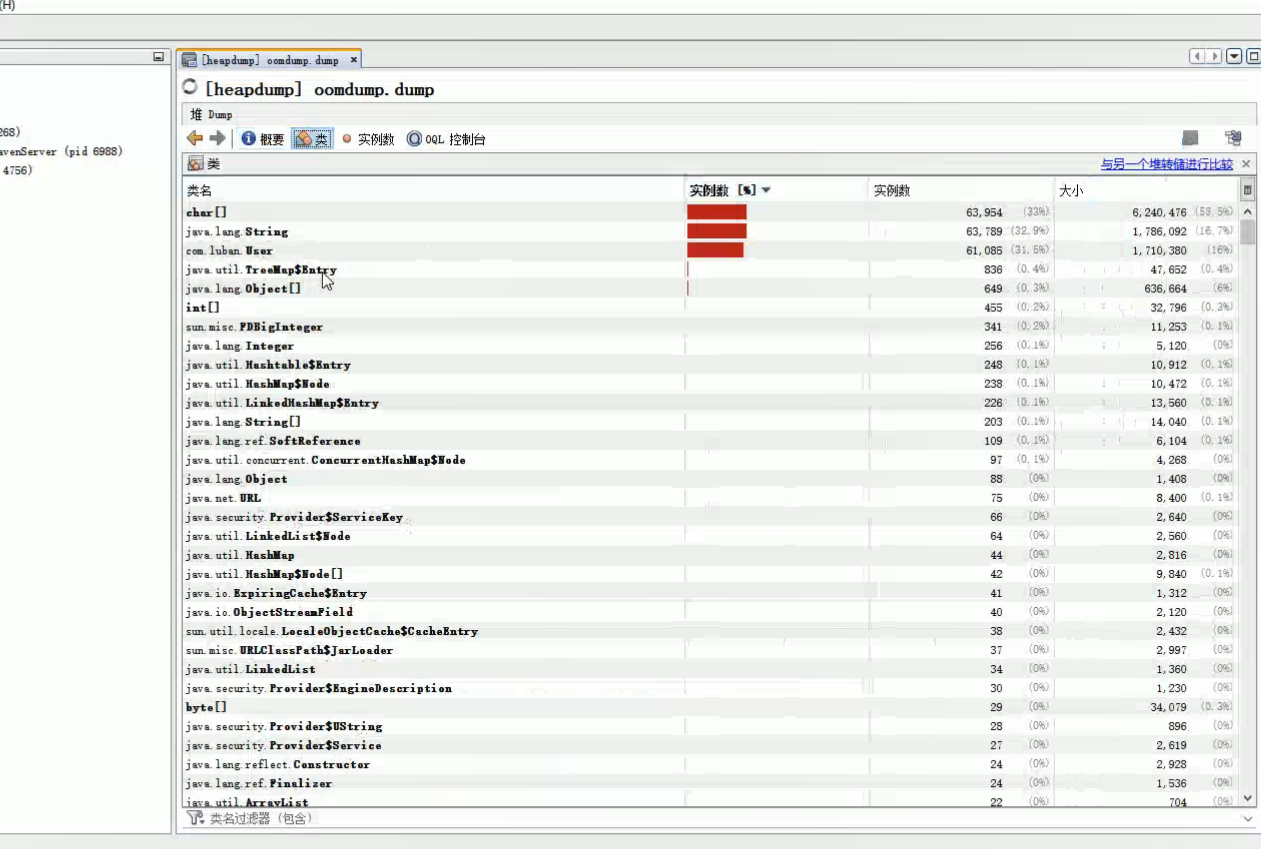 (H)
[heapdump] oomdump.dump ×
[heapdump] oomdump.dump
堆 Dump
概要 类 实例数 OQL 控制台
类 与另一个堆转储进行比较
268)
avenServer (pid 6988)
4756)
类名 实例数 [%] 实例数 大小
char[] 63,954 (33%) 6,240,476 (58.5%)
java.lang.String 63,789 (32.9%) 1,786,092 (16.7%)
com.luban.User 61,085 (31.5%) 1,710,380 (16%)
java.util.TreeMap$Entry 836 (0.4%) 47,652 (0.4%)
java.lang.Object[] 649 (0.3%) 636,664 (6%)
int[] 455 (0.2%) 32,796 (0.3%)
sun.misc.FDBigInteger 341 (0.2%) 11,253 (0.1%)
java.lang.Integer 256 (0.1%) 5,120 (0%)
java.util.Hashtable$Entry 248 (0.1%) 10,912 (0.1%)
java.util.HashMap$Node 238 (0.1%) 10,472 (0.1%)
java.util.LinkedHashMap$Entry 226 (0.1%) 13,560 (0.1%)
java.lang.String[] 203 (0.1%) 14,040 (0.1%)
java.lang.ref.SoftReference 109 (0.1%) 6,104 (0.1%)
java.util.concurrent.ConcurrentHashMap$Node 97 (0.1%) 4,268 (0%)
java.lang.Object 88 (0%) 1,408 (0%)
java.net.URL 75 (0%) 8,400 (0.1%)
java.security.Provider$ServiceKey 66 (0%) 2,640 (0%)
java.util.LinkedList$Node 64 (0%) 2,560 (0%)
java.util.HashMap 44 (0%) 2,816 (0%)
java.util.HashMap$Node[] 42 (0%) 9,840 (0.1%)
java.io.ExpiringCache$Entry 41 (0%) 1,312 (0%)
java.io.ObjectStreamField 40 (0%) 2,120 (0%)
sun.util.locale.LocaleObjectCache$CacheEntry 38 (0%) 2,432 (0%)
sun.misc.URLClassPath$JarLoader 37 (0%) 2,997 (0%)
java.util.LinkedList 34 (0%) 1,360 (0%)
java.security.Provider$EngineDescription 30 (0%) 1,230 (0%)
byte[] 29 (0%) 34,079 (0.3%)
java.security.Provider$UString 28 (0%) 896 (0%)
java.security.Provider$Service 27 (0%) 2,619 (0%)
java.lang.reflect.Constructor 24 (0%) 2,928 (0%)
java.lang.ref.Finalizer 24 (0%) 1,536 (0%)
java.util.ArrayList 22 (0%) 704 (0%)
类名过滤器 (包含)